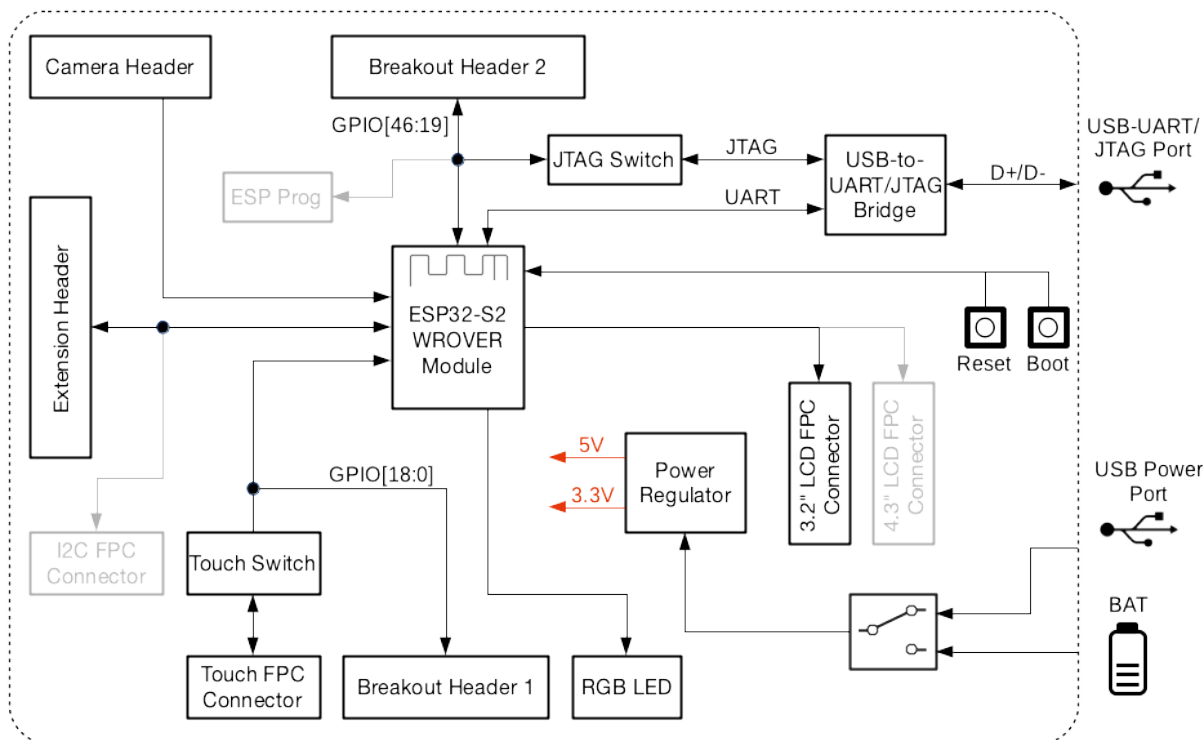 Camera Header
Breakout Header 2
GPIO[46:19]
USB-UART/
JTAG Port
JTAG Switch
JTAG
USB-to-
UART/JTAG
Bridge
D+/D-
ESP Prog
UART
Extension Header
ESP32-S2
WROVER
Module
Reset
Boot
3.2" LCD FPC
Connector
4.3" LCD FPC
Connector
5V
3.3V
Power
Regulator
USB Power
Port
GPIO[18:0]
I2C FPC
Connector
Touch Switch
BAT
Touch FPC
Connector
Breakout Header 1
RGB LED